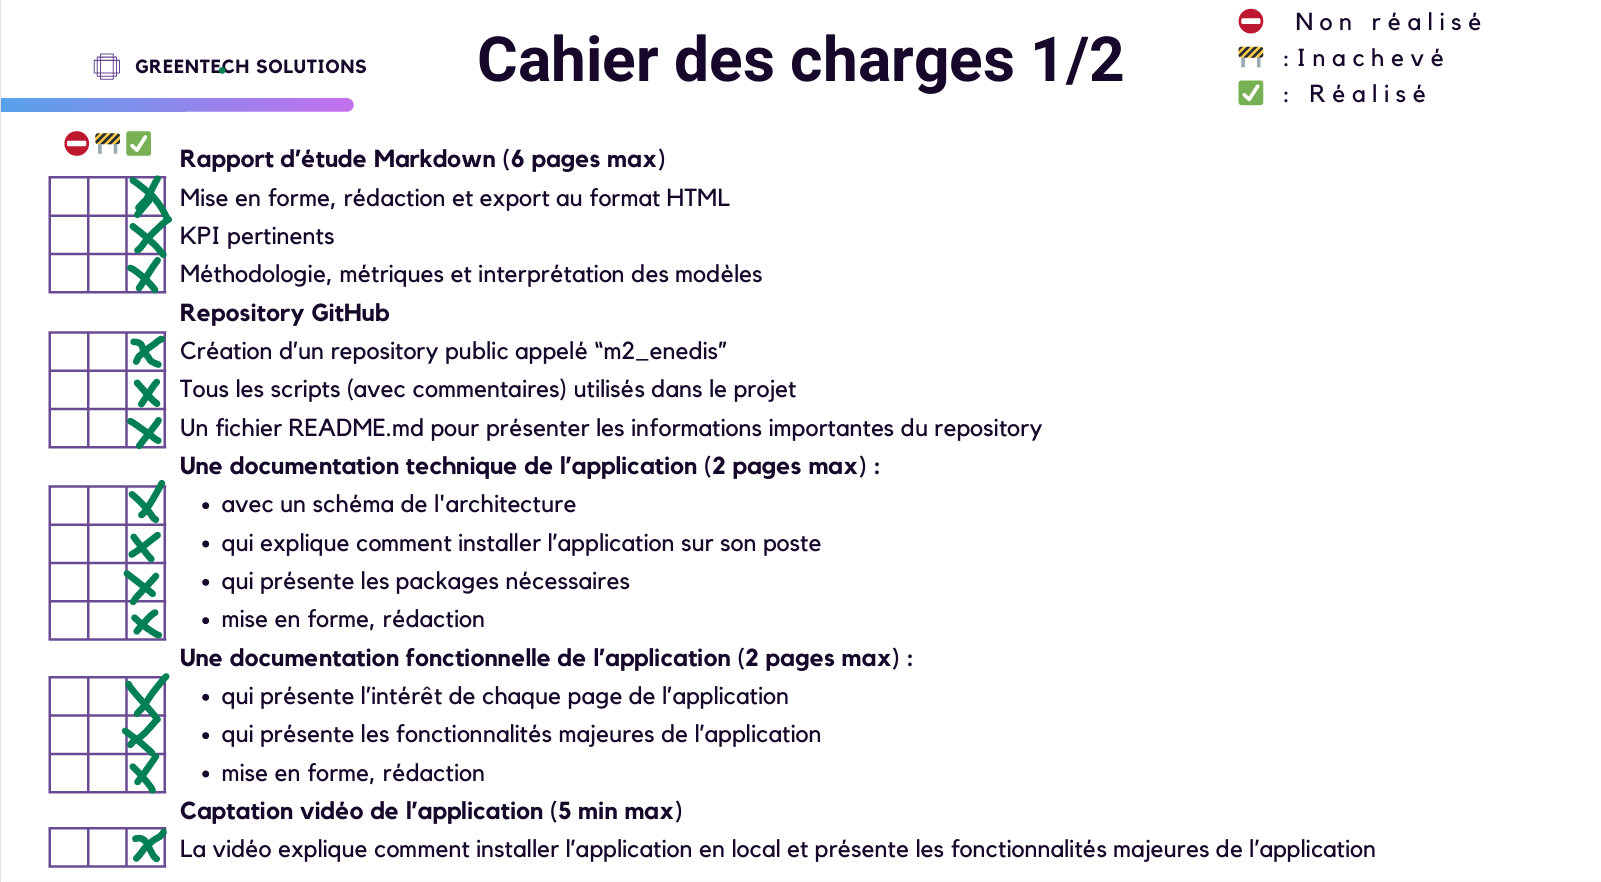 GREENTECH SOLUTIONS
Cahier des charges 1/2
Non réalisé
: Inachevé
: Réalisé
Rapport d’étude Markdown (6 pages max)
Mise en forme, rédaction et export au format HTML
KPI pertinents
Méthodologie, métriques et interprétation des modèles
Repository GitHub
Création d’un repository public appelé “m2_enedis”
Tous les scripts (avec commentaires) utilisés dans le projet
Un fichier README.md pour présenter les informations importantes du repository
Une documentation technique de l’application (2 pages max) :
• avec un schéma de l'architecture
• qui explique comment installer l’application sur son poste
• qui présente les packages nécessaires
• mise en forme, rédaction
Une documentation fonctionnelle de l’application (2 pages max) :
• qui présente l’intérêt de chaque page de l’application
• qui présente les fonctionnalités majeures de l’application
• mise en forme, rédaction
Captation vidéo de l’application (5 min max)
La vidéo explique comment installer l’application en local et présente les fonctionnalités majeures de l’application